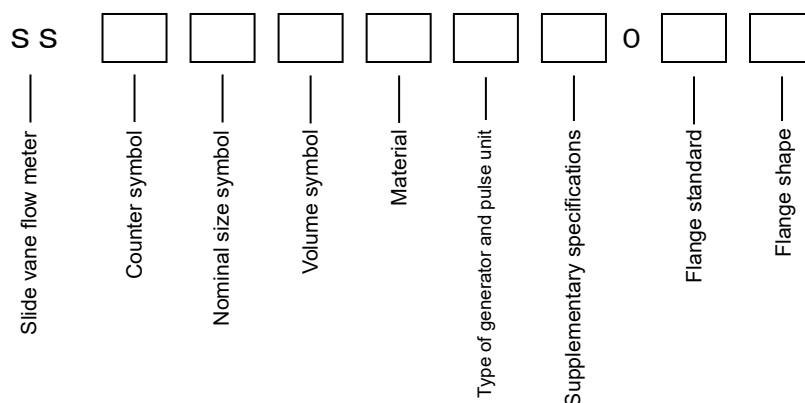 S S
o
Slide vane flow meter
Counter symbol
Nominal size symbol
Volume symbol
Material
Type of generator and pulse unit
Supplementary specifications
Flange standard
Flange shape